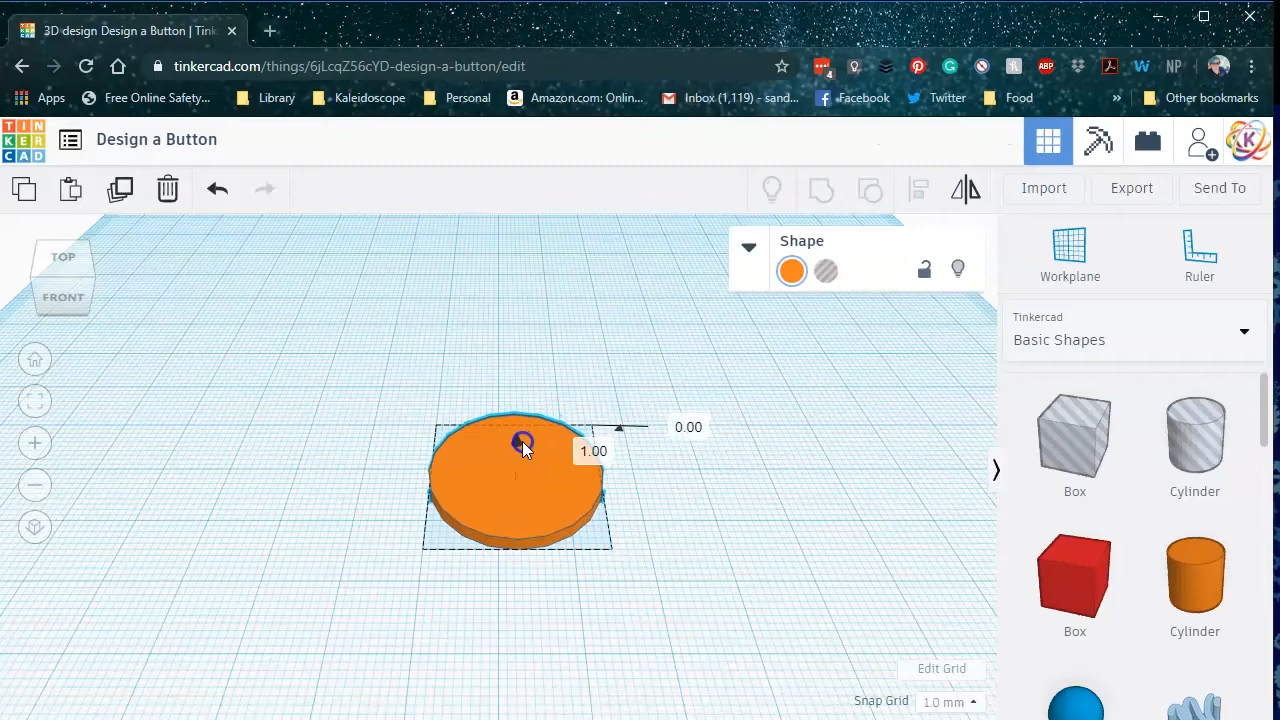 3D design Design a Button | Tink
tinkercad.com/things/6jLcqZ56cYD-design-a-button/edit
4
ABP
W
NP
Apps
Free Online Safety...
Library
Kaleidoscope
Personal
Amazon.com: Onlin...
Inbox (1,119) - sand...
Facebook
Twitter
Food
»
Other bookmarks
TIN
KER
CAD
Design a Button
K
Import
Export
Send To
TOP
FRONT
Shape
Workplane
Ruler
Tinkercad
Basic Shapes
0.00
1.00
Box
Cylinder
Box
Cylinder
Edit Grid
Snap Grid
1.0 mm